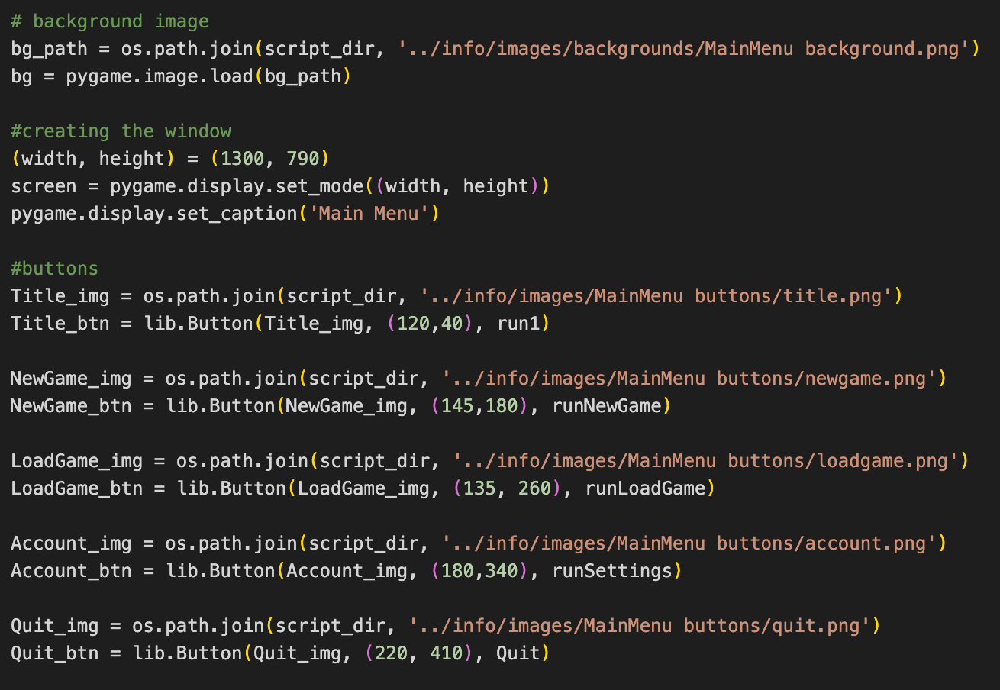 # background image
bg_path = os.path.join(script_dir, '../info/images/backgrounds/MainMenu background.png')
bg = pygame.image.load(bg_path)
#creating the window
(width, height) = (1300, 790)
screen = pygame.display.set_mode((width, height))
pygame.display.set_caption('Main Menu')
#buttons
Title_img = os.path.join(script_dir, '../info/images/MainMenu buttons/title.png')
Title_btn = lib.Button(Title_img, (120,40), run1)
NewGame_img = os.path.join(script_dir, '../info/images/MainMenu buttons/newgame.png')
NewGame_btn = lib.Button(NewGame_img, (145,180), runNewGame)
LoadGame_img = os.path.join(script_dir, '../info/images/MainMenu buttons/loadgame.png')
LoadGame_btn = lib.Button(LoadGame_img, (135, 260), runLoadGame)
Account_img = os.path.join(script_dir, '../info/images/MainMenu buttons/account.png')
Account_btn = lib.Button(Account_img, (180,340), runSettings)
Quit_img = os.path.join(script_dir, '../info/images/MainMenu buttons/quit.png')
Quit_btn = lib.Button(Quit_img, (220, 410), Quit)